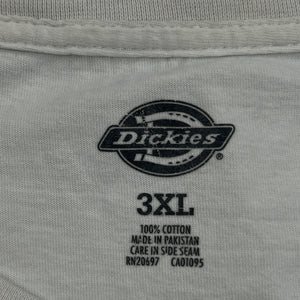 Dickies
3XL
100% COTTON
MADE IN PAKISTAN
CARE IN SIDE SEAM
RN20697 CA01095